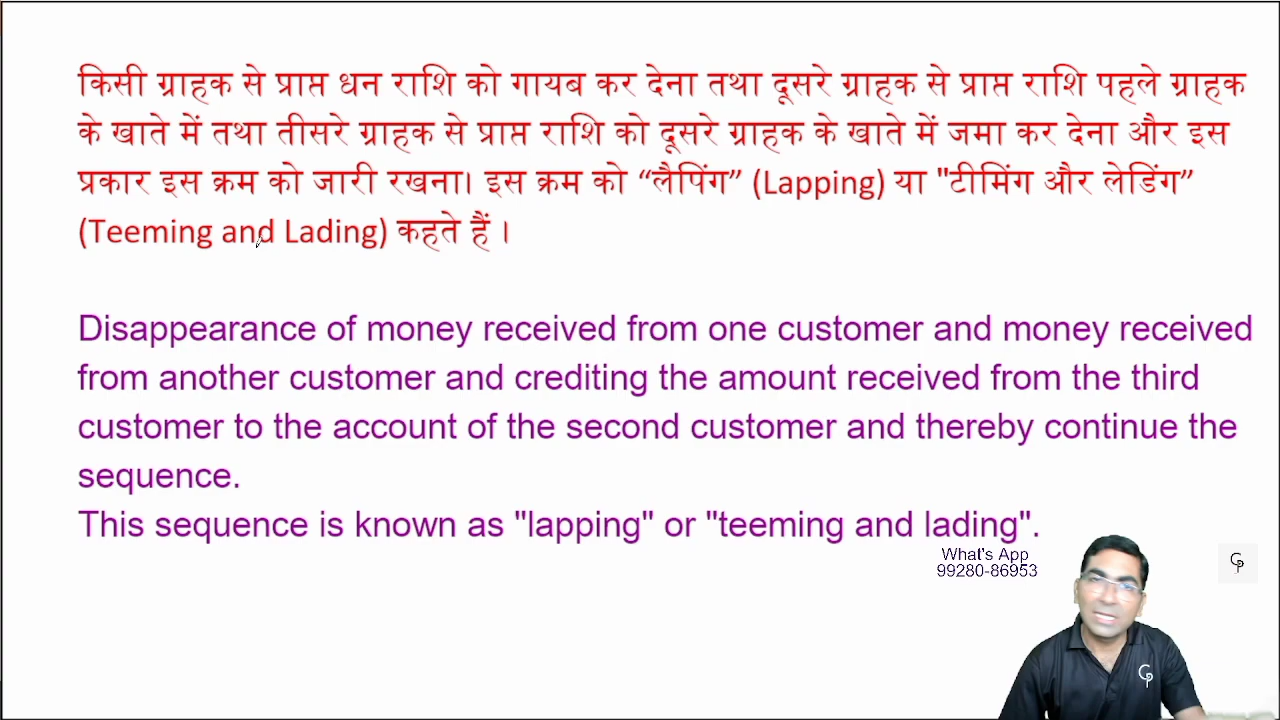 किसी ग्राहक से प्राप्त धन राशि को गायब कर देना तथा दूसरे ग्राहक से प्राप्त राशि पहले ग्राहक
के खाते में तथा तीसरे ग्राहक से प्राप्त राशि को दूसरे ग्राहक के खाते में जमा कर देना और इस
प्रकार इस क्रम को जारी रखना। इस क्रम को “लैपिंग” (Lapping) या "टीमिंग और लेडिंग”
(Teeming and Lading) कहते हैं ।
Disappearance of money received from one customer and money received
from another customer and crediting the amount received from the third
customer to the account of the second customer and thereby continue the
sequence.
This sequence is known as "lapping" or "teeming and lading".
What's App
99280-86953